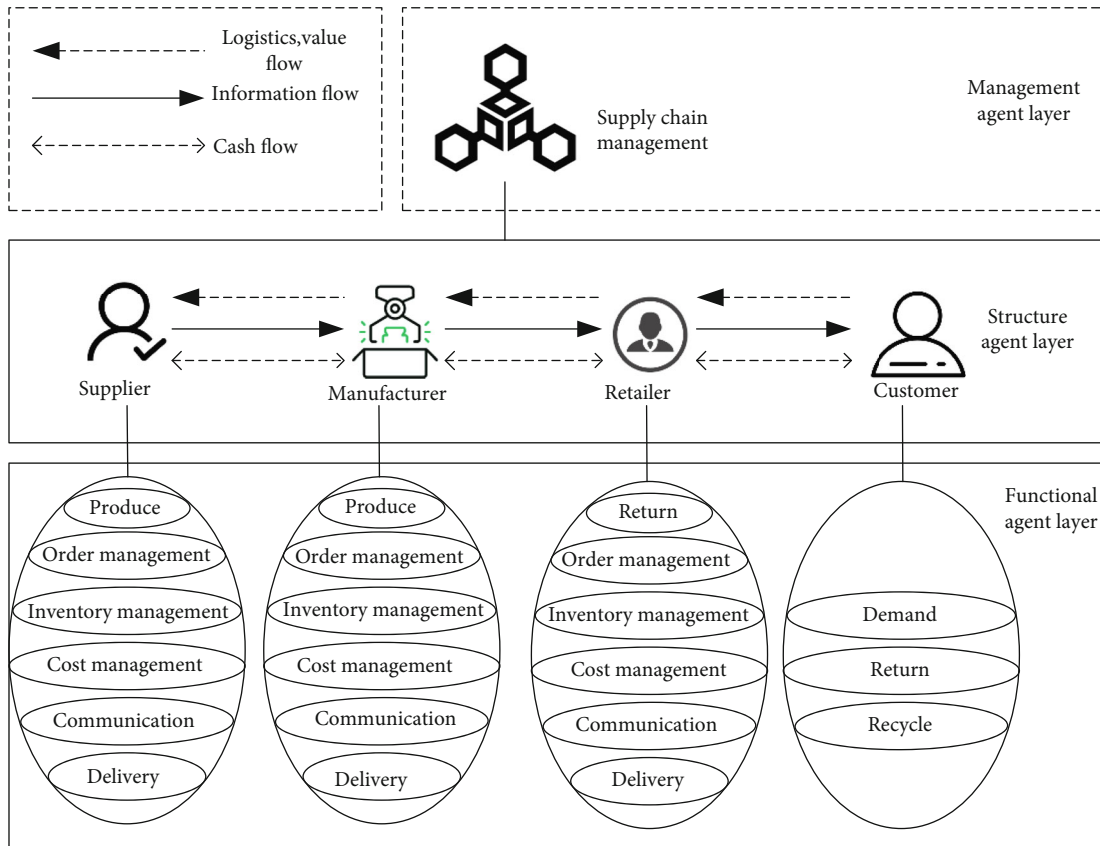 Logistics,value
flow
Information flow
Cash flow
Supply chain
management
Management
agent layer
Structure
agent layer
Supplier
Manufacturer
Retailer
Customer
Functional
agent layer
Produce
Order management
Inventory management
Cost management
Communication
Delivery
Produce
Order management
Inventory management
Cost management
Communication
Delivery
Return
Order management
Inventory management
Cost management
Communication
Delivery
Demand
Return
Recycle